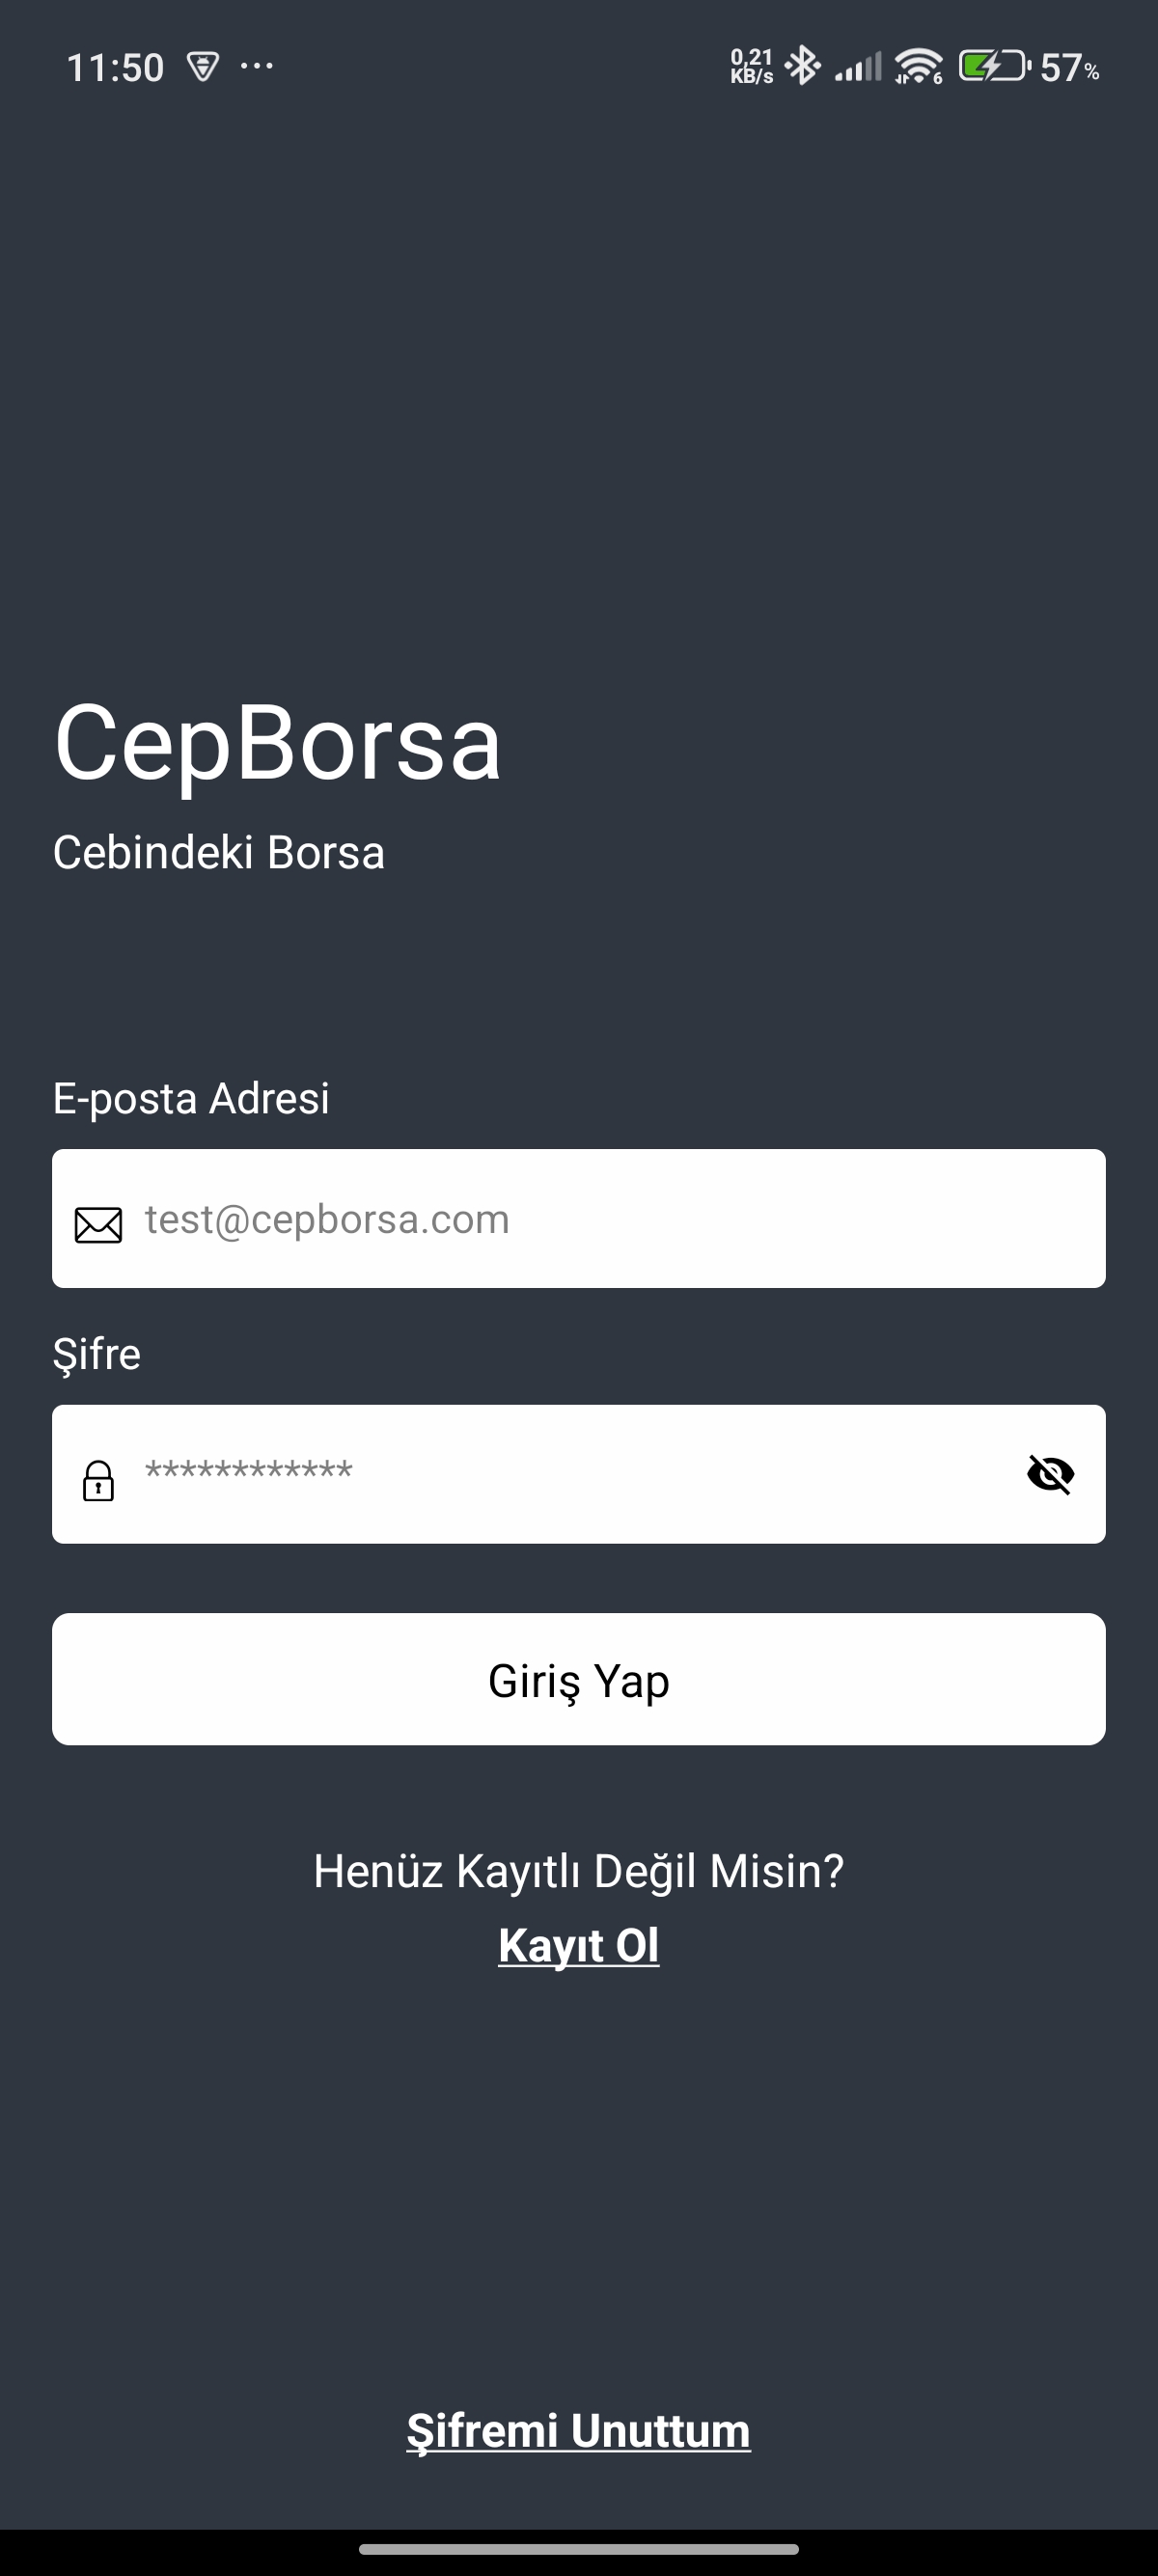 11:50 ...
0,21
KB/s
6
57%
CepBorsa
Cebindeki Borsa
E-posta Adresi
test@cepborsa.com
Şifre
************
Giriş Yap
Henüz Kayıtlı Değil Misin?
Kayıt Ol
Şifremi Unuttum